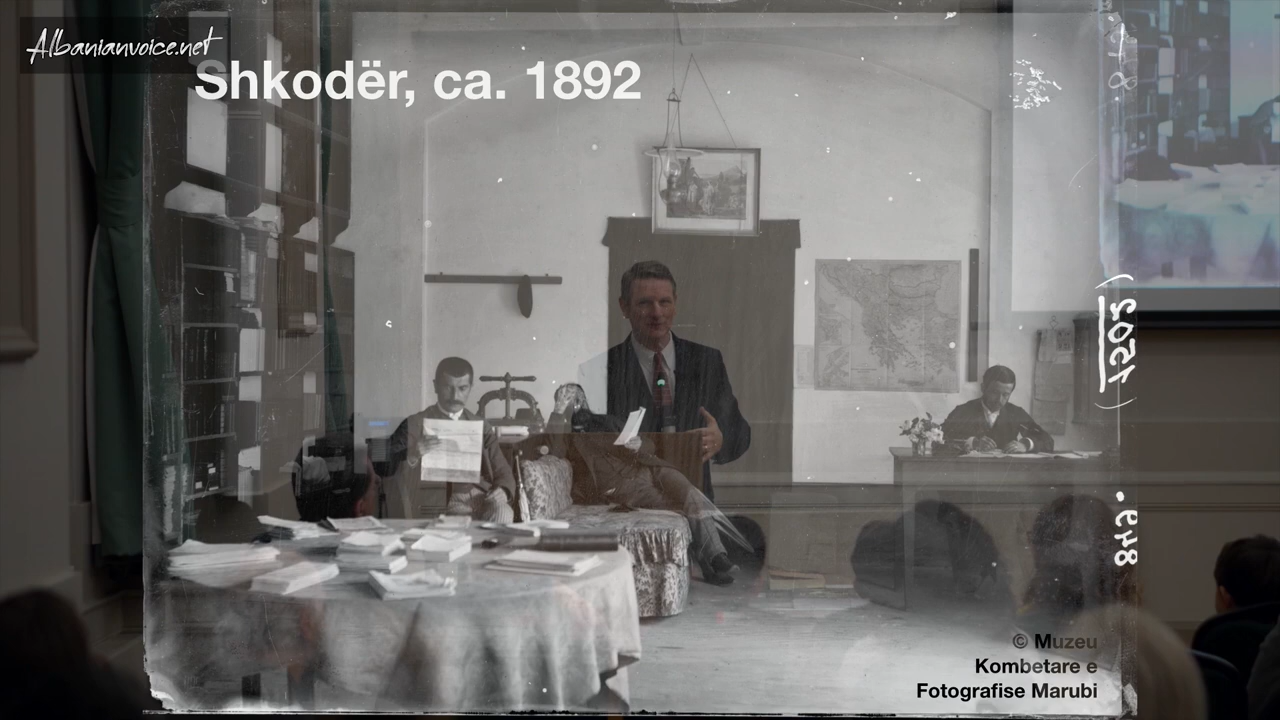 Albanianvoice.net
Shkodër, ca. 1892
(1502)
849.
© Muzeu
Kombetare e
Fotografise Marubi